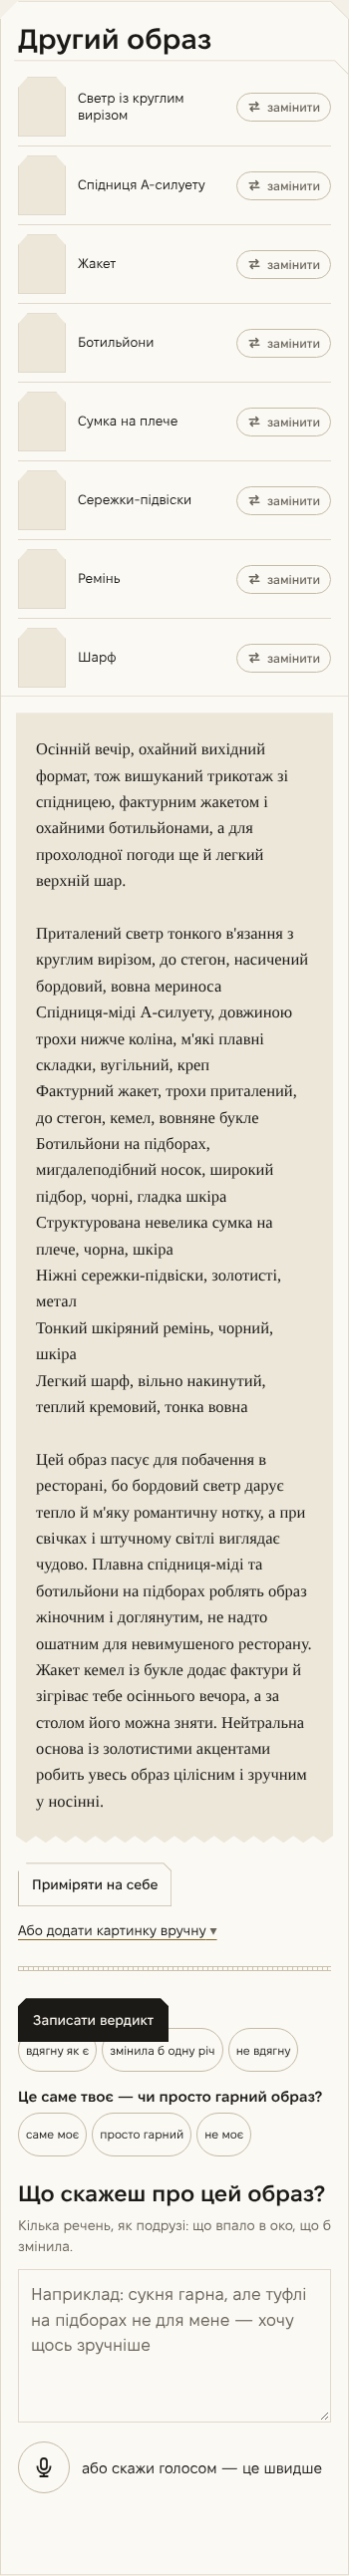 Другий образ
Светр із круглим
вирізом
замінити
Спідниця А-силуету
замінити
Жакет
замінити
Ботильйони
замінити
Сумка на плече
замінити
Сережки-підвіски
замінити
Ремінь
замінити
Шарф
замінити
Осінній вечір, охайний вихідний
формат, тож вишуканий трикотаж зі
спідницею, фактурним жакетом і
охайними ботильйонами, а для
прохолодної погоди ще й легкий
верхній шар.
Приталений светр тонкого в'язання з
круглим вирізом, до стегон, насичений
бордовий, вовна мериноса
Спідниця-міді А-силуету, довжиною
трохи нижче коліна, м'які плавні
складки, вугільний, креп
Фактурний жакет, трохи приталений,
до стегон, кемел, вовняне букле
Ботильйони на підборах,
мигдалеподібний носок, широкий
підбор, чорні, гладка шкіра
Структурована невелика сумка на
плече, чорна, шкіра
Ніжні сережки-підвіски, золотисті,
метал
Тонкий шкіряний ремінь, чорний,
шкіра
Легкий шарф, вільно накинутий,
теплий кремовий, тонка вовна
Цей образ пасує для побачення в
ресторані, бо бордовий светр дарує
тепло й м'яку романтичну нотку, а при
свічках і штучному світлі виглядає
чудово. Плавна спідниця-міді та
ботильйони на підборах роблять образ
жіночним і доглянутим, не надто
ошатним для невимушеного ресторану.
Жакет кемел із букле додає фактури й
зігріває тебе осіннього вечора, а за
столом його можна зняти. Нейтральна
основа із золотистими акцентами
робить увесь образ цілісним і зручним
у носінні.
Приміряти на себе
Або додати картинку вручну ▾
Записати вердикт
вдягну як є
змінила б одну річ
не вдягну
Це саме твоє — чи просто гарний образ?
саме моє
просто гарний
не моє
Що скажеш про цей образ?
Кілька речень, як подрузі: що впало в око, що б
змінила.
Наприклад: сукня гарна, але туфлі
на підборах не для мене — хочу
щось зручніше
або скажи голосом — це швидше